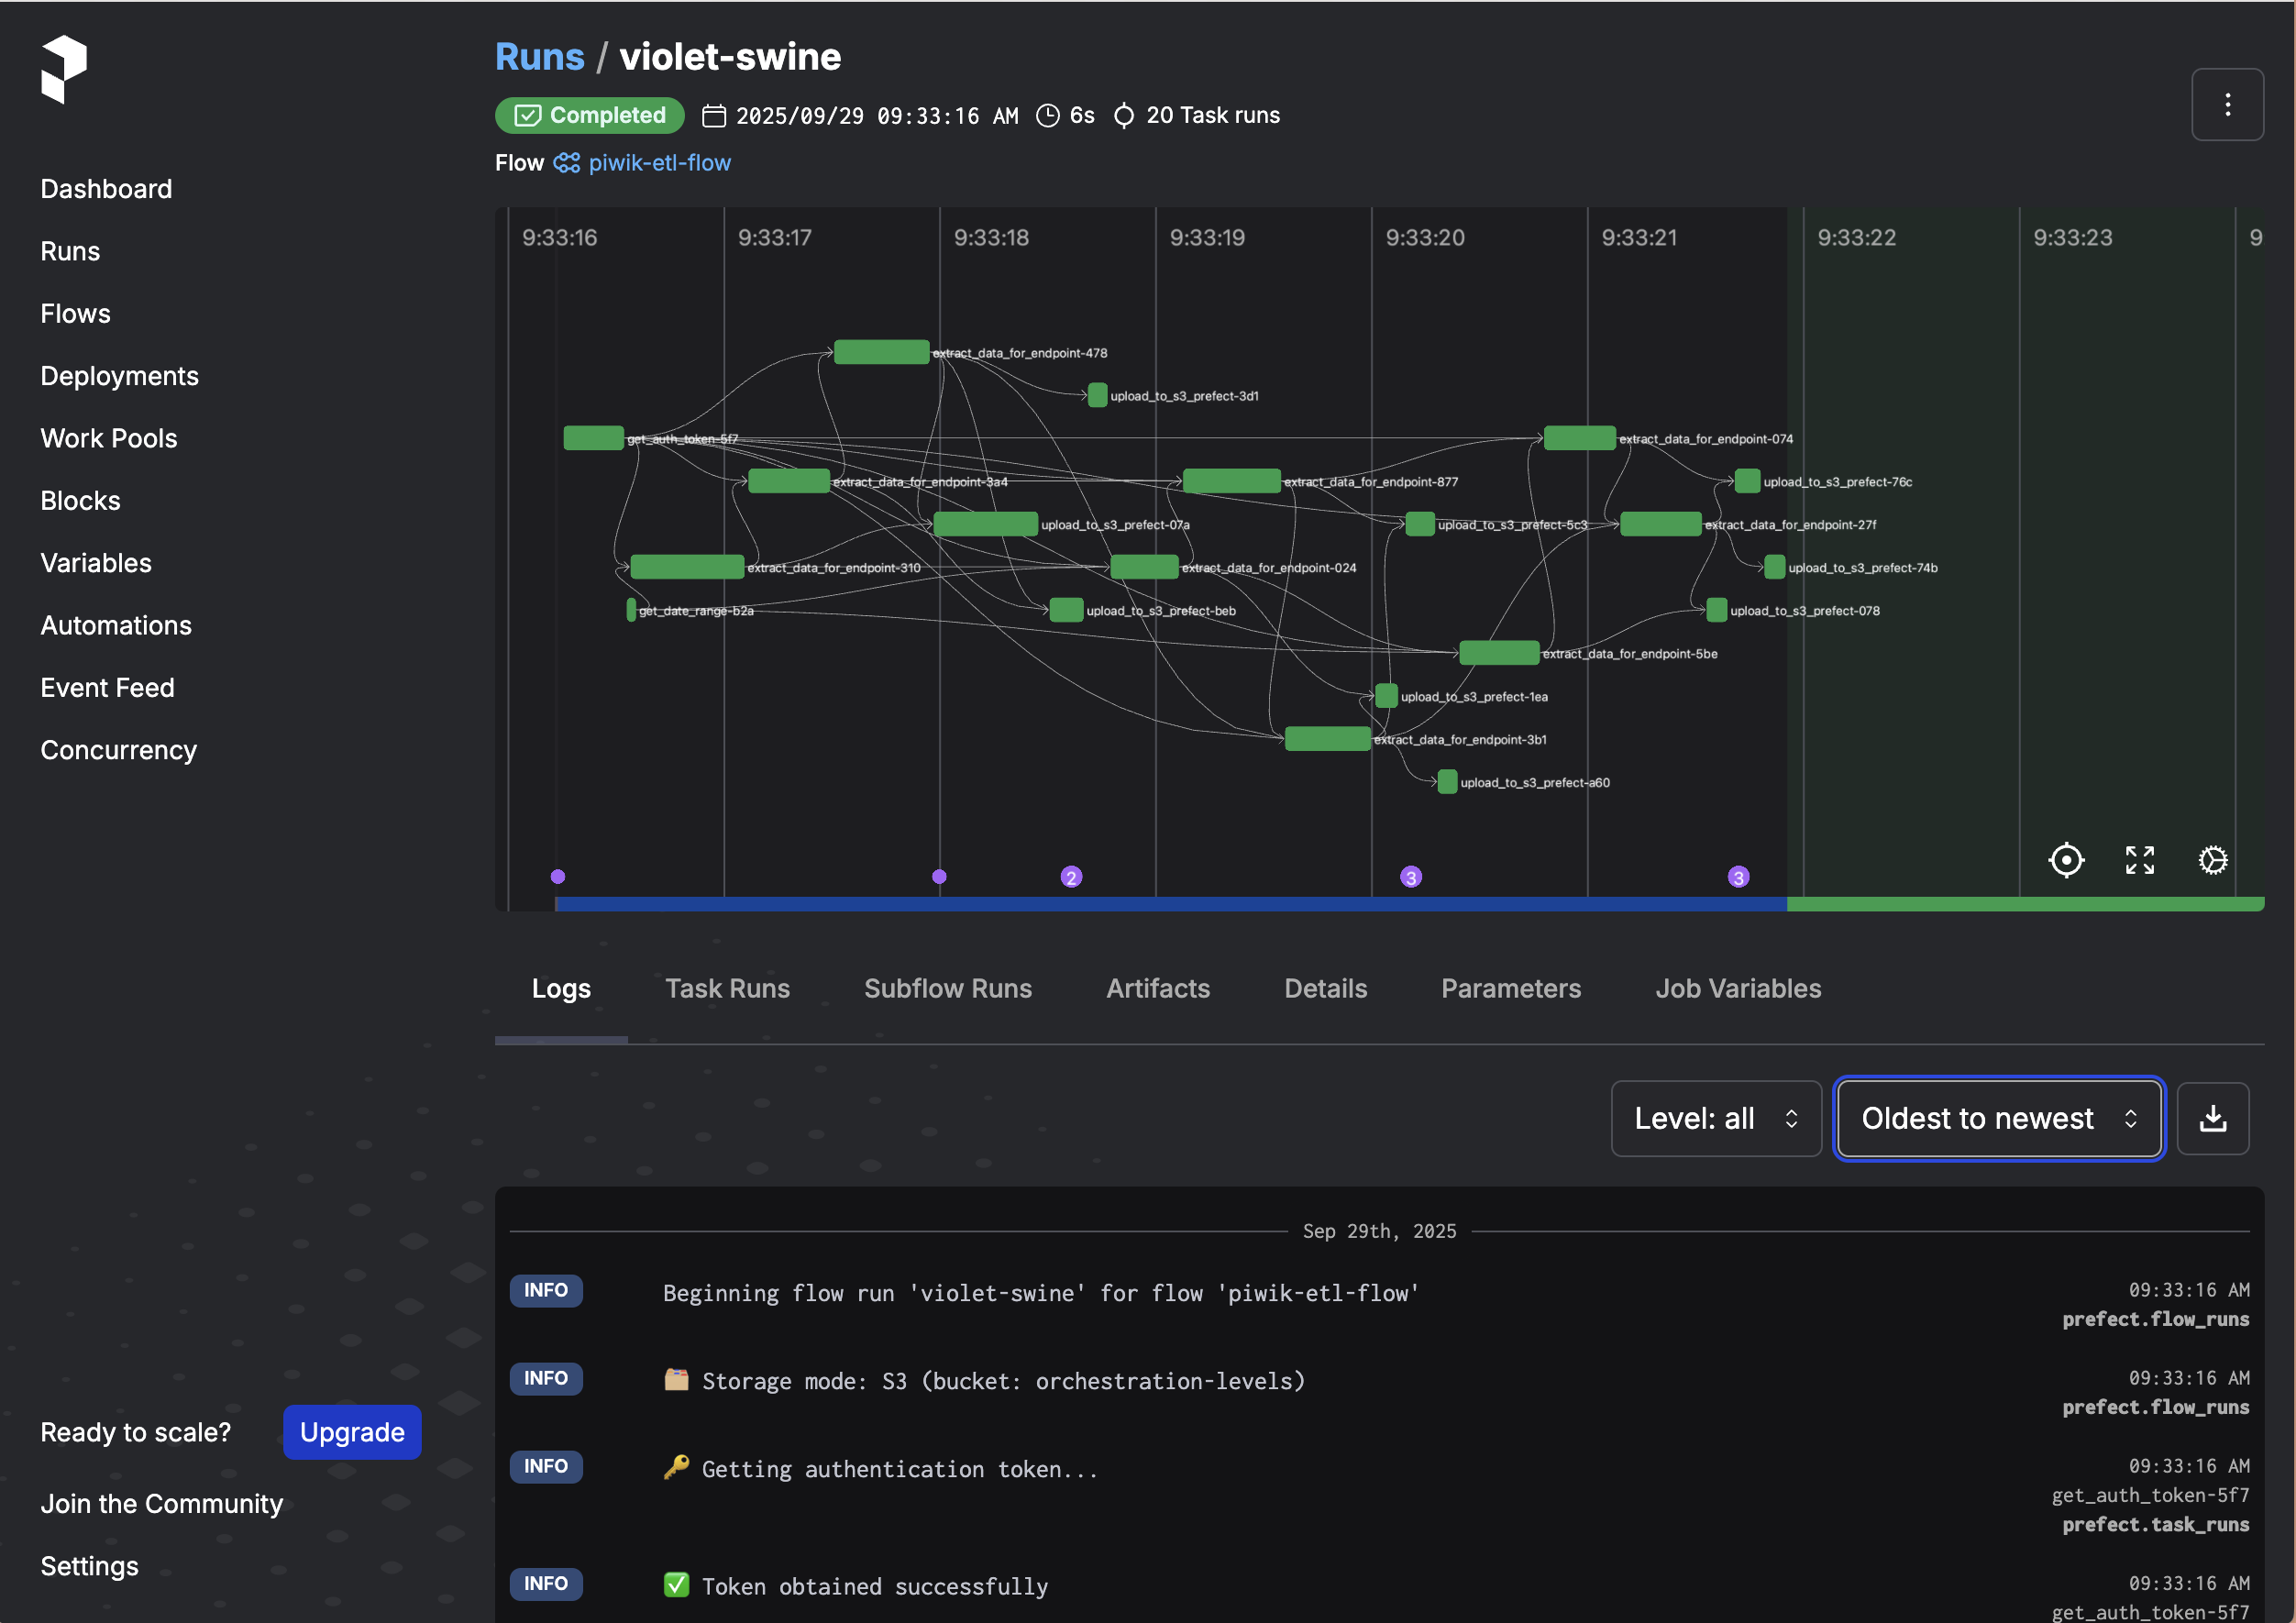 Runs / violet-swine
Completed 2025/09/29 09:33:16 AM 6s 20 Task runs
Flow piwik-etl-flow
Dashboard
Runs
Flows
Deployments
Work Pools
Blocks
Variables
Automations
Event Feed
Concurrency
9:33:16 9:33:17 9:33:18 9:33:19 9:33:20 9:33:21 9:33:22 9:33:23 9
extract_data_for_endpoint-478
upload_to_s3_prefect-3d1
get_auth_token-5f7 extract_data_for_endpoint-074
extract_data_for_endpoint-3a4 extract_data_for_endpoint-877 upload_to_s3_prefect-76c
upload_to_s3_prefect-07a upload_to_s3_prefect-5c3 extract_data_for_endpoint-27f
extract_data_for_endpoint-310 extract_data_for_endpoint-024 upload_to_s3_prefect-74b
get_date_range-b2a upload_to_s3_prefect-beb upload_to_s3_prefect-078
extract_data_for_endpoint-5be
upload_to_s3_prefect-1ea
extract_data_for_endpoint-3b1
upload_to_s3_prefect-a60
2 3 3
Logs Task Runs Subflow Runs Artifacts Details Parameters Job Variables
Level: all Oldest to newest
Sep 29th, 2025
INFO Beginning flow run 'violet-swine' for flow 'piwik-etl-flow' 09:33:16 AM
prefect.flow_runs
INFO 🗂️ Storage mode: S3 (bucket: orchestration-levels) 09:33:16 AM
prefect.flow_runs
INFO 🔑 Getting authentication token... 09:33:16 AM
get_auth_token-5f7
prefect.task_runs
INFO ✅ Token obtained successfully 09:33:16 AM
get_auth_token-5f7
Ready to scale? Upgrade
Join the Community
Settings